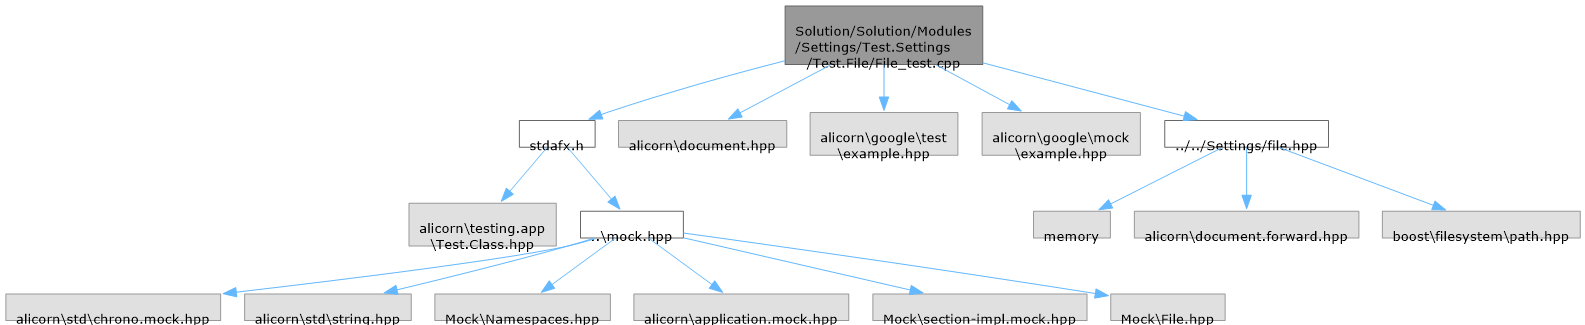 Solution/Solution/Modules
/Settings/Test.Settings
/Test.File/File_test.cpp
stdafx.h
alicorn\document.hpp
alicorn\google\test
\example.hpp
alicorn\google\mock
\example.hpp
../../Settings/file.hpp
alicorn\testing.app
\Test.Class.hpp
..\mock.hpp
memory
alicorn\document.forward.hpp
boost\filesystem\path.hpp
alicorn\std\chrono.mock.hpp
alicorn\std\string.hpp
Mock\Namespaces.hpp
alicorn\application.mock.hpp
Mock\section-impl.mock.hpp
Mock\File.hpp